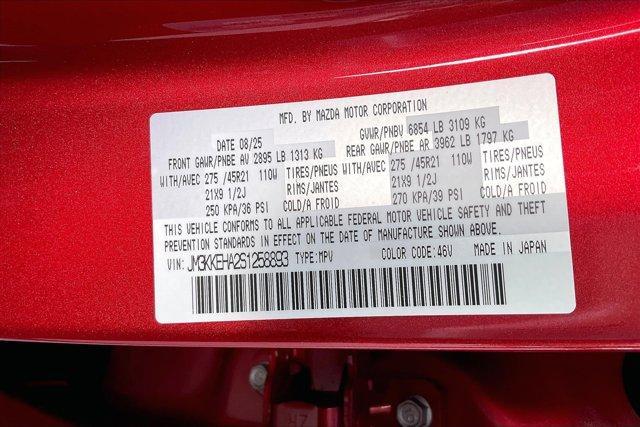 MFD. BY MAZDA MOTOR CORPORATION
DATE 08/25 GVWR/PNBV 6854 LB 3109 KG
FRONT GAWR/PNBE AV 2895 LB 1313 KG REAR GAWR/PNBE AR 3962 LB 1797 KG
WITH/AVEC 275 /45R21 110W TIRES/PNEUS WITH/AVEC 275 /45R21 110W TIRES/PNEUS
21X9 1/2J RIMS/JANTES 21X9 1/2J RIMS/JANTES
250 KPA/36 PSI COLD/A FROID 270 KPA/39 PSI COLD/A FROID
THIS VEHICLE CONFORMS TO ALL APPLICABLE FEDERAL MOTOR VEHICLE SAFETY AND THEFT
PREVENTION STANDARDS IN EFFECT ON THE DATE OF MANUFACTURE SHOWN ABOVE.
VIN: JM3KKEHA2S1258893 TYPE:MPV COLOR CODE:46V MADE IN JAPAN